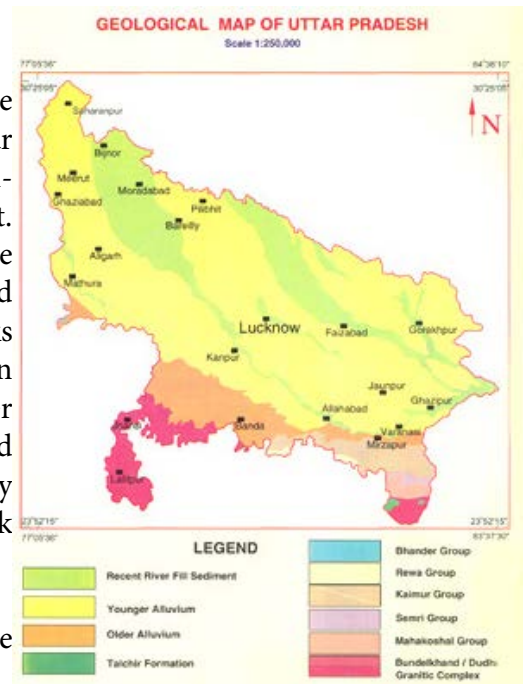 GEOLOGICAL MAP OF UTTAR PRADESH
Scale 1:250,000
77°05'36"
84°38'10"
30°25'05"
30°25'05"
N
Saharanpur
Bijnor
Meerut
Moradabad
Ghaziabad
Pilibhit
Bareilly
Aligarh
Mathura
Lucknow
Faizabad
Gorakhpur
Kanpur
Jaunpur
Ghazipur
Allahabad
Jhansi
Banda
Varanasi
Mirzapur
Lalitpur
23°52'15"
23°52'15"
77°05'36"
83°37'30"
LEGEND
Recent River Fill Sediment
Younger Alluvium
Older Alluvium
Talchir Formation
Bhander Group
Rewa Group
Kaimur Group
Semri Group
Mahakoshal Group
Bundelkhand / Dudhi
Granitic Complex